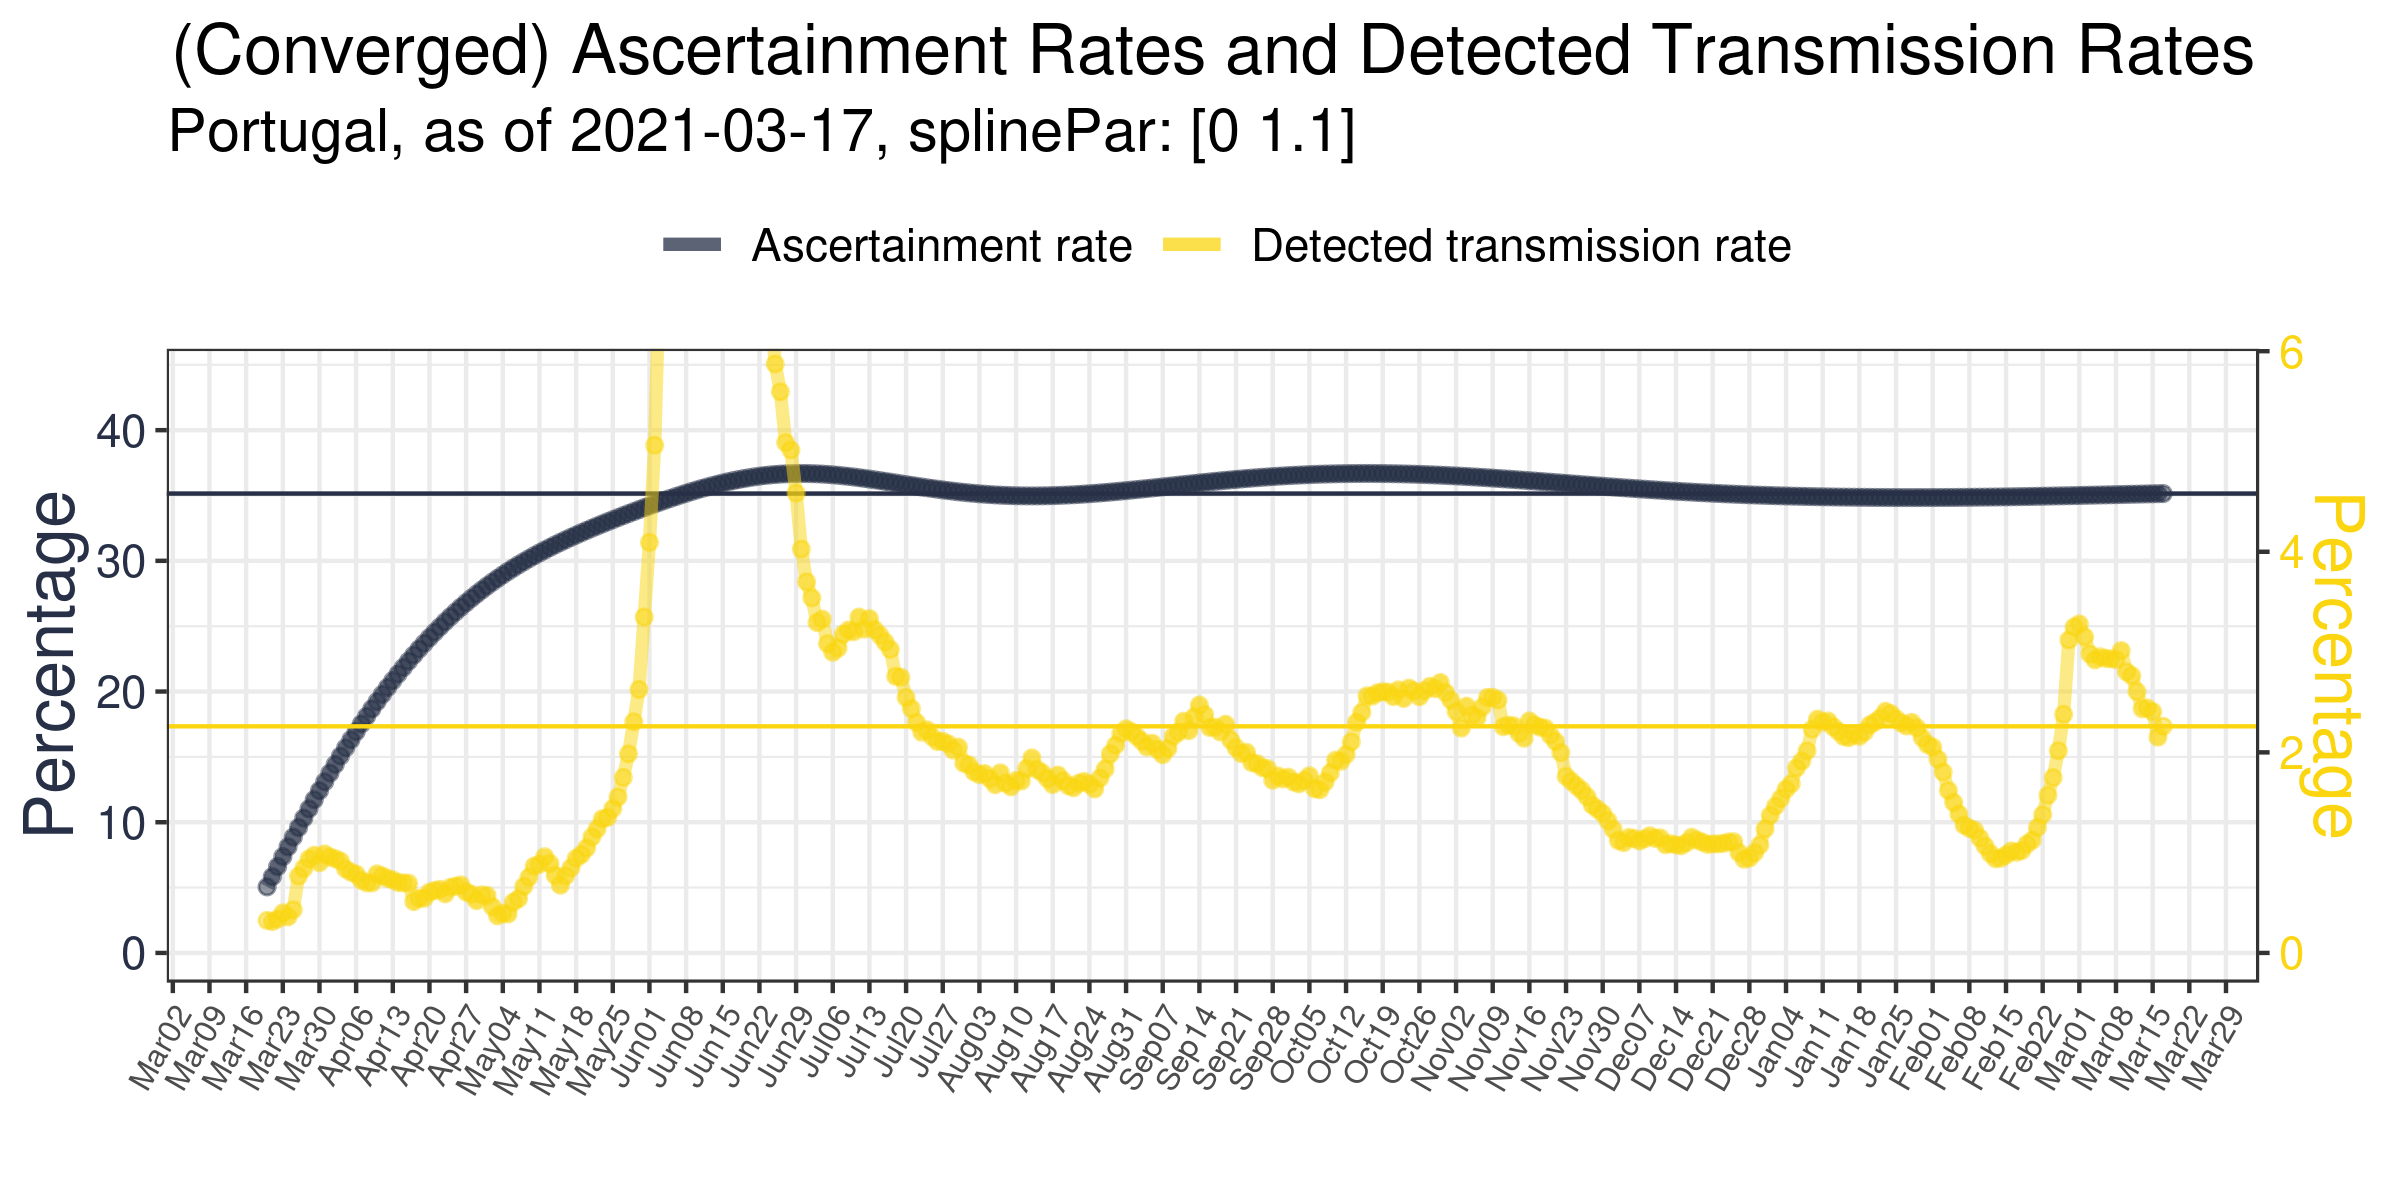 (Converged) Ascertainment Rates and Detected Transmission Rates
Portugal, as of 2021-03-17, splinePar: [0 1.1]
Ascertainment rate Detected transmission rate
Percentage
40
30
20
10
0
6
4
2
0
Percentage
Mar02 Mar09 Mar16 Mar23 Mar30 Apr06 Apr13 Apr20 Apr27 May04 May11 May18 May25 Jun01 Jun08 Jun15 Jun22 Jun29 Jul06 Jul13 Jul20 Jul27 Aug03 Aug10 Aug17 Aug24 Aug31 Sep07 Sep14 Sep21 Sep28 Oct05 Oct12 Oct19 Oct26 Nov02 Nov09 Nov16 Nov23 Nov30 Dec07 Dec14 Dec21 Dec28 Jan04 Jan11 Jan18 Jan25 Feb01 Feb08 Feb15 Feb22 Mar01 Mar08 Mar15 Mar22 Mar29